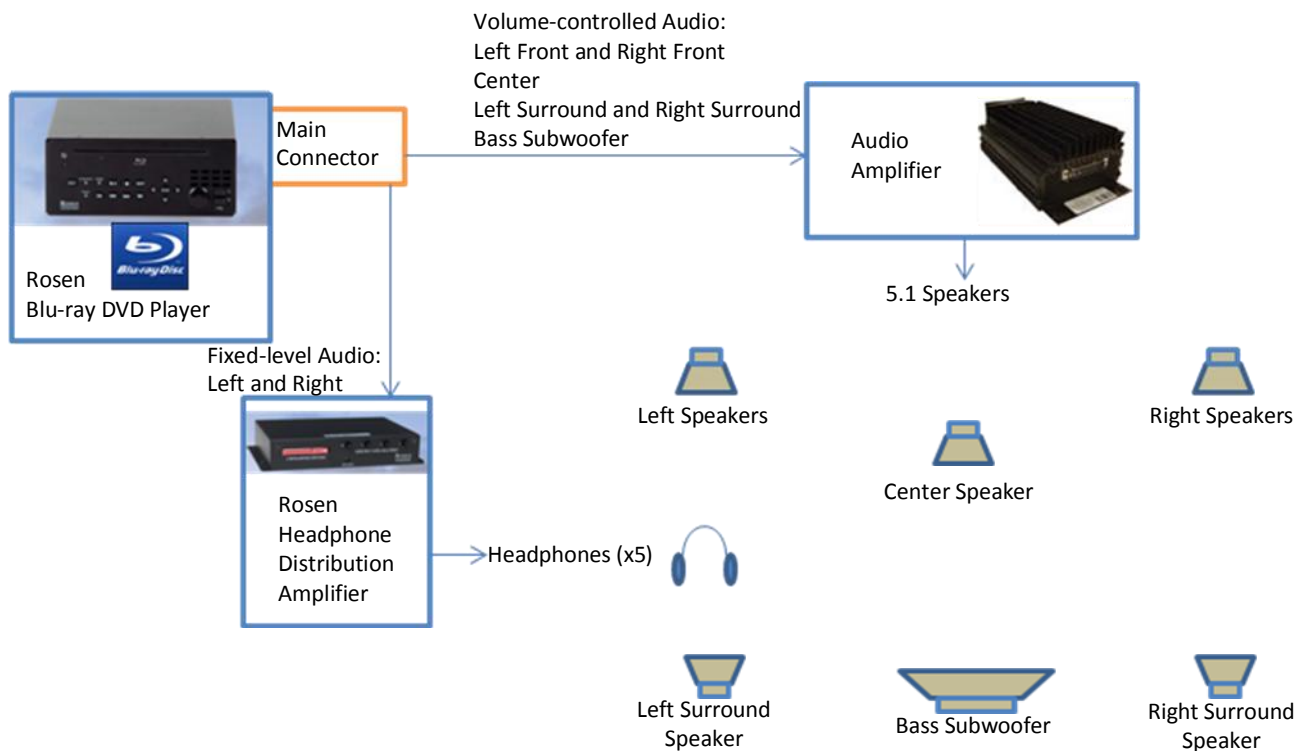 Volume-controlled Audio:
Left Front and Right Front
Center
Left Surround and Right Surround
Bass Subwoofer
Main
Connector
Audio
Amplifier
Blu-ray Disc
Rosen
Blu-ray DVD Player
5.1 Speakers
Fixed-level Audio:
Left and Right
Left Speakers
Right Speakers
Center Speaker
Rosen
Headphone
Distribution
Amplifier
Headphones (x5)
Left Surround
Speaker
Bass Subwoofer
Right Surround
Speaker